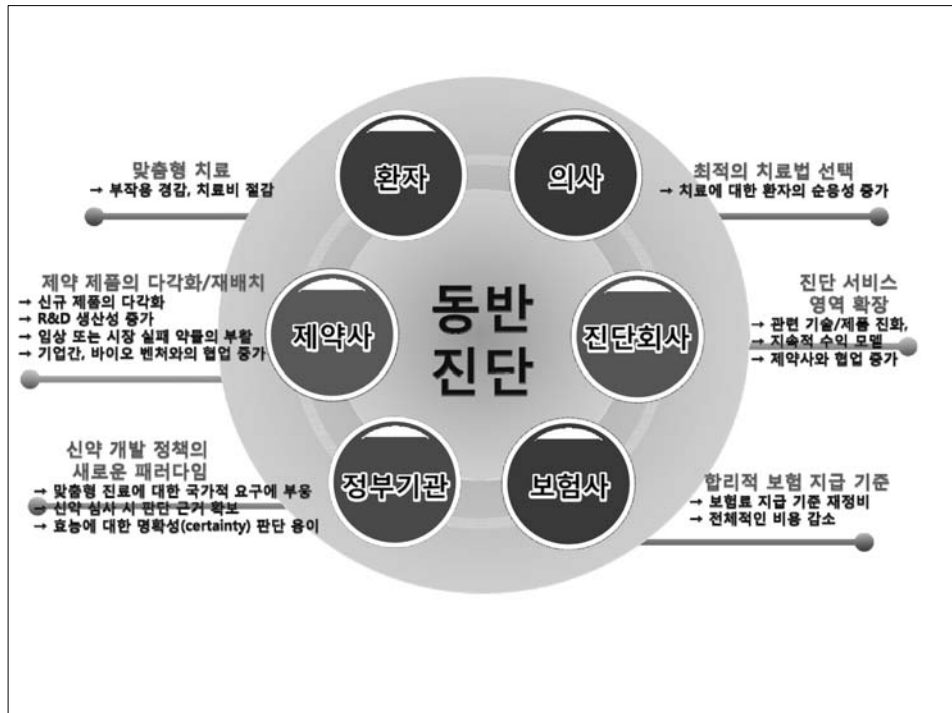 환자
의사
맞춤형 치료
→ 부작용 경감, 치료비 절감
최적의 치료법 선택
→ 치료에 대한 환자의 순응성 증가
제약 제품의 다각화/재배치
→ 신규 제품의 다각화
→ R&D 생산성 증가
→ 임상 또는 시장 실패 약물의 부활
→ 기업간, 바이오 벤처와의 협업 증가
제약사
동반
진단
진단회사
진단 서비스
영역 확장
→ 관련 기술/제품 진화,
→ 지속적 수익 모델
→ 제약사와 협업 증가
신약 개발 정책의
새로운 패러다임
→ 맞춤형 진료에 대한 국가적 요구에 부응
→ 신약 심사 시 판단 근거 확보
→ 효능에 대한 명확성(certainty) 판단 용이
정부기관
보험사
합리적 보험 지급 기준
→ 보험료 지급 기준 재정비
→ 전체적인 비용 감소